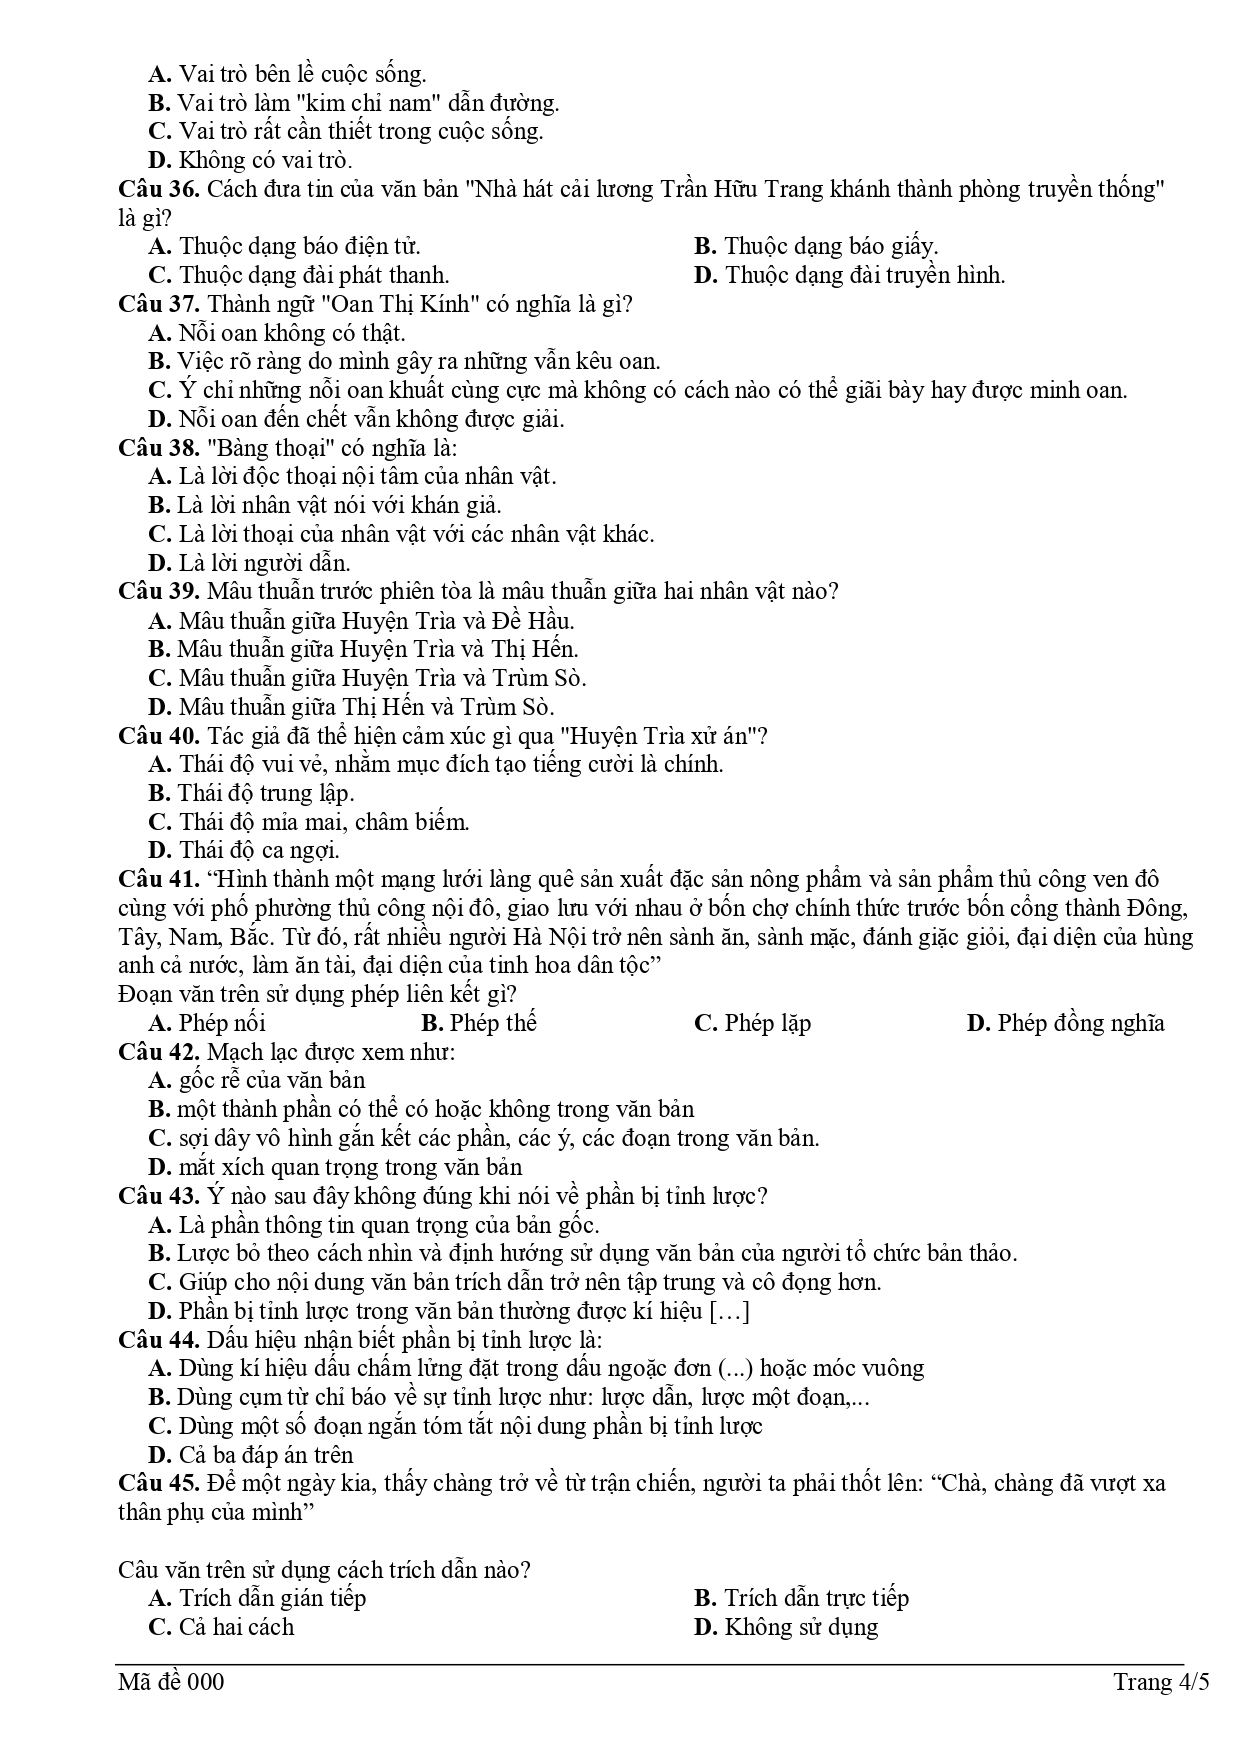 A. Vai trò bên lề cuộc sống.
B. Vai trò làm "kim chỉ nam" dẫn đường.
C. Vai trò rất cần thiết trong cuộc sống.
D. Không có vai trò.
Câu 36. Cách đưa tin của văn bản "Nhà hát cải lương Trần Hữu Trang khánh thành phòng truyền thống"
là gì?
A. Thuộc dạng báo điện tử. B. Thuộc dạng báo giấy.
C. Thuộc dạng đài phát thanh. D. Thuộc dạng đài truyền hình.
Câu 37. Thành ngữ "Oan Thị Kính" có nghĩa là gì?
A. Nỗi oan không có thật.
B. Việc rõ ràng do mình gây ra những vẫn kêu oan.
C. Ý chỉ những nỗi oan khuất cùng cực mà không có cách nào có thể giãi bày hay được minh oan.
D. Nỗi oan đến chết vẫn không được giải.
Câu 38. "Bàng thoại" có nghĩa là:
A. Là lời độc thoại nội tâm của nhân vật.
B. Là lời nhân vật nói với khán giả.
C. Là lời thoại của nhân vật với các nhân vật khác.
D. Là lời người dẫn.
Câu 39. Mâu thuẫn trước phiên tòa là mâu thuẫn giữa hai nhân vật nào?
A. Mâu thuẫn giữa Huyện Trìa và Đề Hầu.
B. Mâu thuẫn giữa Huyện Trìa và Thị Hến.
C. Mâu thuẫn giữa Huyện Trìa và Trùm Sò.
D. Mâu thuẫn giữa Thị Hến và Trùm Sò.
Câu 40. Tác giả đã thể hiện cảm xúc gì qua "Huyện Trìa xử án"?
A. Thái độ vui vẻ, nhằm mục đích tạo tiếng cười là chính.
B. Thái độ trung lập.
C. Thái độ mỉa mai, châm biếm.
D. Thái độ ca ngợi.
Câu 41. “Hình thành một mạng lưới làng quê sản xuất đặc sản nông phẩm và sản phẩm thủ công ven đô
cùng với phố phường thủ công nội đô, giao lưu với nhau ở bốn chợ chính thức trước bốn cổng thành Đông,
Tây, Nam, Bắc. Từ đó, rất nhiều người Hà Nội trở nên sành ăn, sành mặc, đánh giặc giỏi, đại diện của hùng
anh cả nước, làm ăn tài, đại diện của tinh hoa dân tộc”
Đoạn văn trên sử dụng phép liên kết gì?
A. Phép nối B. Phép thế C. Phép lặp D. Phép đồng nghĩa
Câu 42. Mạch lạc được xem như:
A. gốc rễ của văn bản
B. một thành phần có thể có hoặc không trong văn bản
C. sợi dây vô hình gắn kết các phần, các ý, các đoạn trong văn bản.
D. mắt xích quan trọng trong văn bản
Câu 43. Ý nào sau đây không đúng khi nói về phần bị tỉnh lược?
A. Là phần thông tin quan trọng của bản gốc.
B. Lược bỏ theo cách nhìn và định hướng sử dụng văn bản của người tổ chức bản thảo.
C. Giúp cho nội dung văn bản trích dẫn trở nên tập trung và cô đọng hơn.
D. Phần bị tỉnh lược trong văn bản thường được kí hiệu […]
Câu 44. Dấu hiệu nhận biết phần bị tỉnh lược là:
A. Dùng kí hiệu dấu chấm lửng đặt trong dấu ngoặc đơn (...) hoặc móc vuông
B. Dùng cụm từ chỉ báo về sự tỉnh lược như: lược dẫn, lược một đoạn,...
C. Dùng một số đoạn ngắn tóm tắt nội dung phần bị tỉnh lược
D. Cả ba đáp án trên
Câu 45. Để một ngày kia, thấy chàng trở về từ trận chiến, người ta phải thốt lên: “Chà, chàng đã vượt xa
thân phụ của mình”
Câu văn trên sử dụng cách trích dẫn nào?
A. Trích dẫn gián tiếp B. Trích dẫn trực tiếp
C. Cả hai cách D. Không sử dụng
Mã đề 000 Trang 4/5